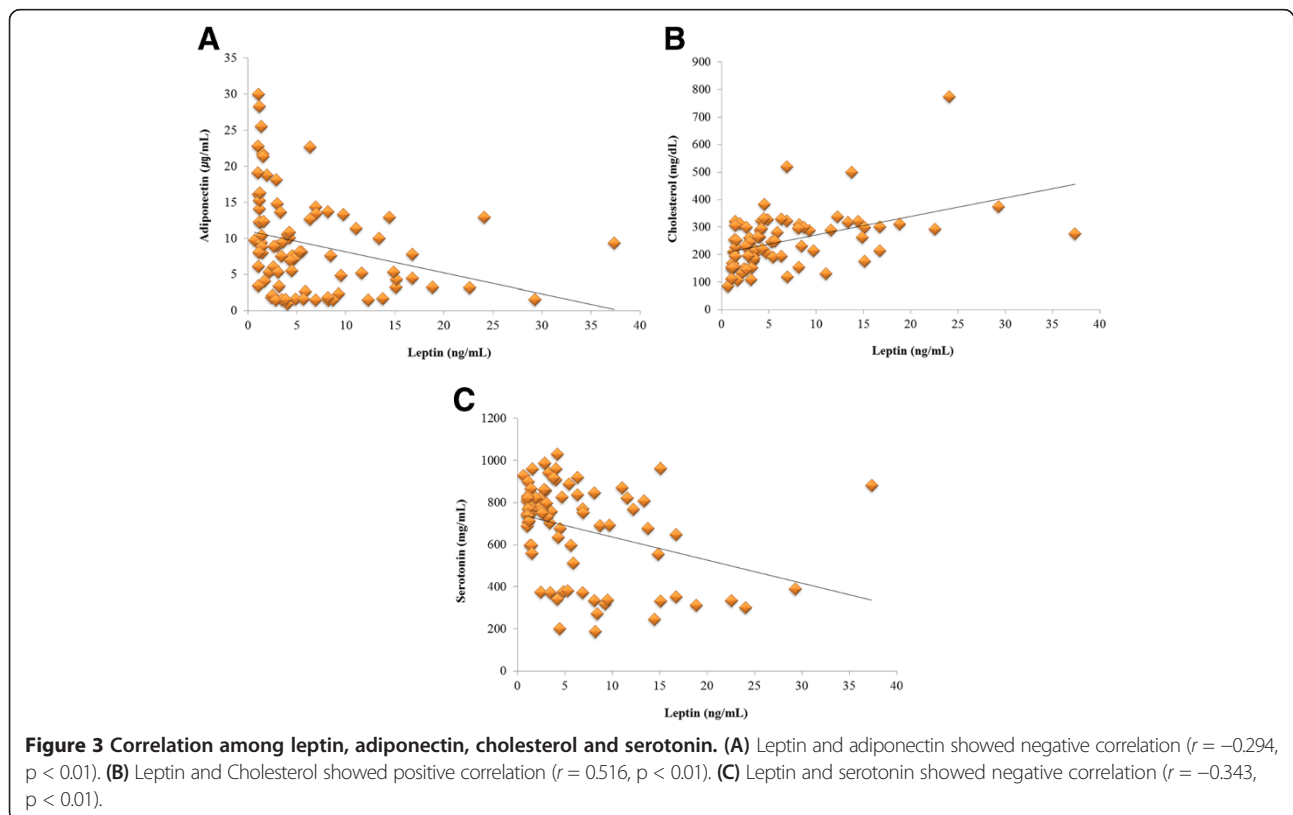 A
35
30
25
20
15
10
5
0
Adiponectin (㎍/mL)
0 5 10 15 20 25 30 35 40
Leptin (ng/mL)
B
900
800
700
600
500
400
300
200
100
0
Cholesterol (mg/dL)
0 5 10 15 20 25 30 35 40
Leptin (ng/mL)
C
1200
1000
800
600
400
200
0
Serotonin (mg/mL)
0 5 10 15 20 25 30 35 40
Leptin (ng/mL)
Figure 3 Correlation among leptin, adiponectin, cholesterol and serotonin. (A) Leptin and adiponectin showed negative correlation (r = −0.294,
p < 0.01). (B) Leptin and Cholesterol showed positive correlation (r = 0.516, p < 0.01). (C) Leptin and serotonin showed negative correlation (r = −0.343,
p < 0.01).